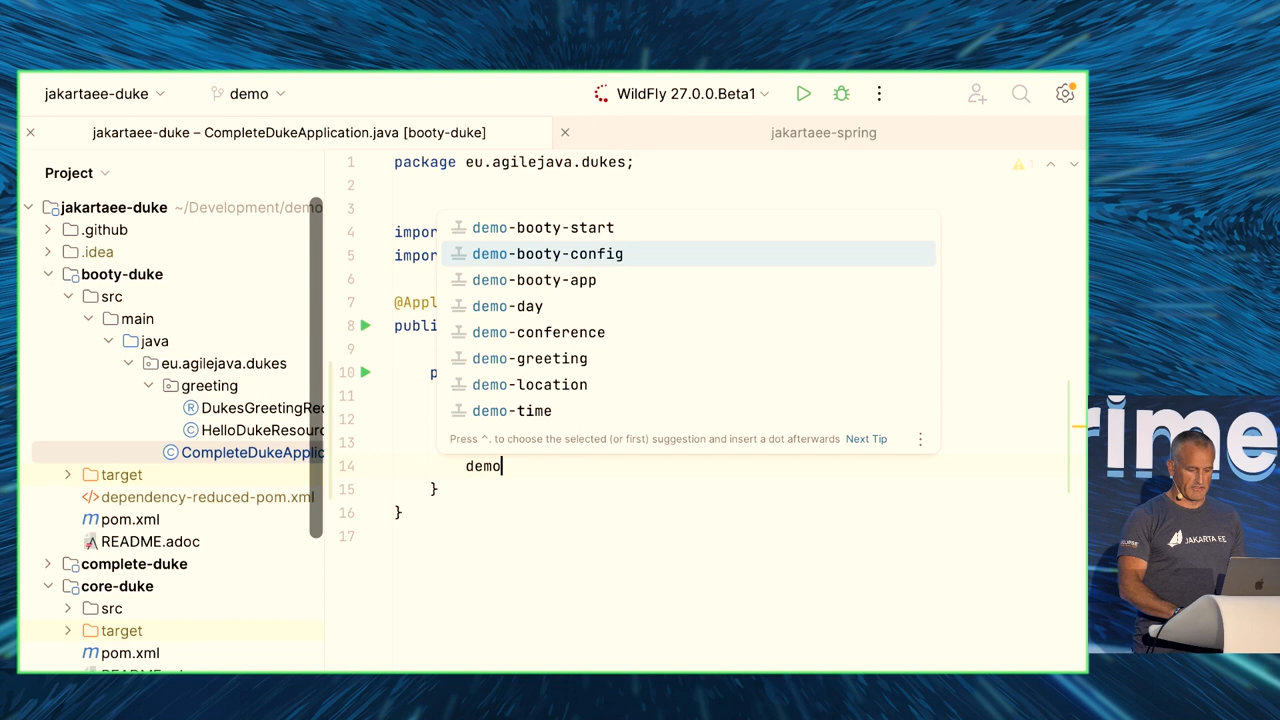 jakartaee-duke
demo
WildFly 27.0.0.Beta1
jakartaee-duke – CompleteDukeApplication.java [booty-duke]
jakartaee-spring
Project
jakartaee-duke ~/Development/demo
.github
.idea
booty-duke
src
main
java
eu.agilejava.dukes
greeting
DukesGreetingRec
HelloDukeResour
CompleteDukeApplic
target
dependency-reduced-pom.xml
pom.xml
README.adoc
complete-duke
core-duke
src
target
pom.xml
1 package eu.agilejava.dukes;
2
3
4 impor
5 impor
6
7 @Appl
8 publi
9
10 p
11
12
13
14 demo
15 }
16 }
17
demo-booty-start
demo-booty-config
demo-booty-app
demo-day
demo-conference
demo-greeting
demo-location
demo-time
Press ^. to choose the selected (or first) suggestion and insert a dot afterwards Next Tip
1
rime
JAKARTA EE